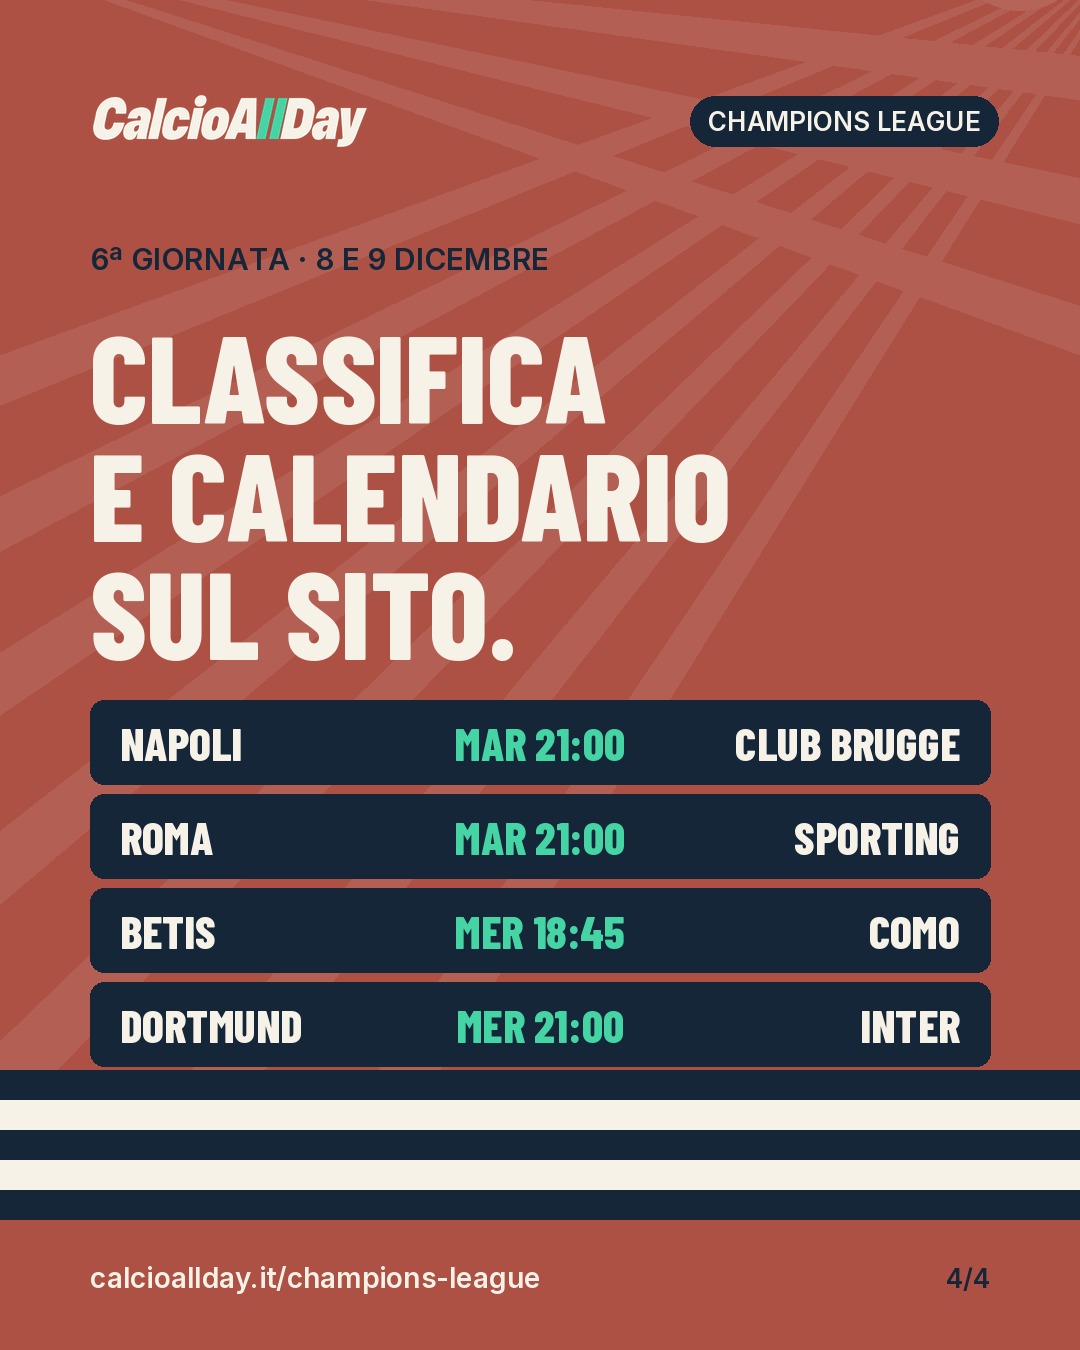 CalcioAllDay
CHAMPIONS LEAGUE
6ª GIORNATA · 8 E 9 DICEMBRE
CLASSIFICA
E CALENDARIO
SUL SITO.
NAPOLI MAR 21:00 CLUB BRUGGE
ROMA MAR 21:00 SPORTING
BETIS MER 18:45 COMO
DORTMUND MER 21:00 INTER
calcioallday.it/champions-league
4/4